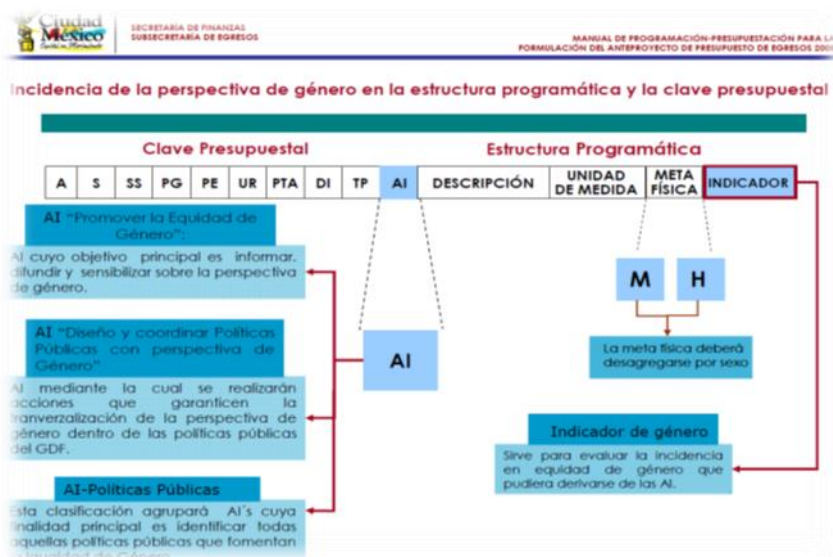 Ciudad
México
SECRETARÍA DE FINANZAS
SUBSECRETARÍA DE EGRESOS
MANUAL DE PROGRAMACIÓN-PRESUPUESTACIÓN PARA LA
FORMULACIÓN DEL ANTEPROYECTO DE PRESUPUESTO DE EGRESOS
Incidencia de la perspectiva de género en la estructura programática y la clave presupuestal
Clave Presupuestal
Estructura Programática
A S SS PG PE UR PTA DI TP AI DESCRIPCIÓN UNIDAD DE MEDIDA META FÍSICA INDICADOR
AI "Promover la Equidad de
Género":
AI cuyo objetivo principal es informar,
difundir y sensibilizar sobre la perspectiva
de género.
AI "Diseño y coordinar Políticas
Públicas con perspectiva de
Género"
AI mediante la cual se realizarán
acciones que garanticen la
tranverzalización de la perspectiva de
género dentro de las políticas públicas
del GDF.
AI-Políticas Públicas
Esta clasificación agrupará AI´s cuya
finalidad principal es identificar todas
aquellas políticas públicas que fomentan
la Igualdad de Género
AI
M H
La meta física deberá
desagregarse por sexo
Indicador de género
Sirve para evaluar la incidencia
en equidad de género que
pudiera derivarse de las AI.